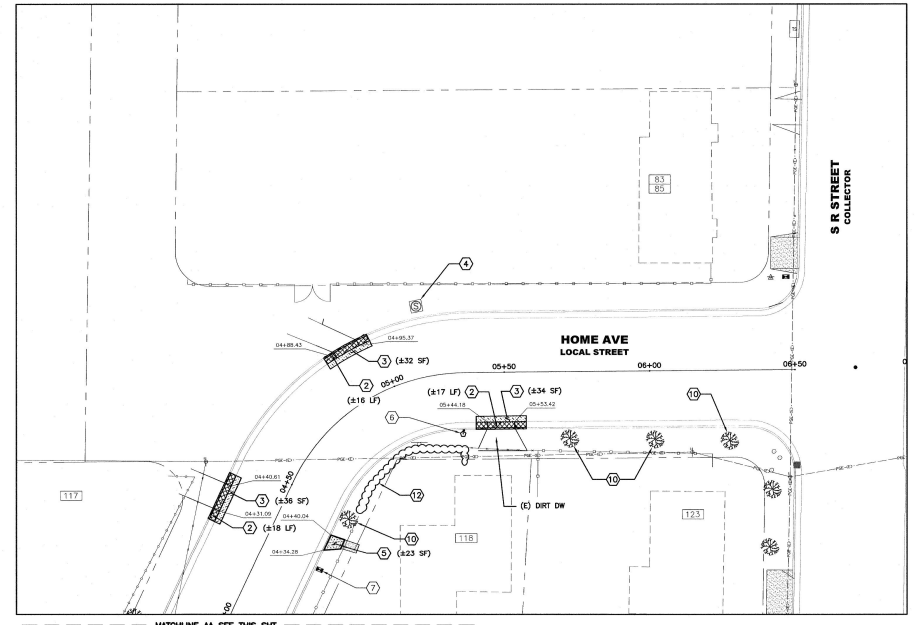 83
85
S R STREET
COLLECTOR
4
S
HOME AVE
LOCAL STREET
04+88.43
04+95.37
3 (±32 SF)
2
(±16 LF)
05+00
05+50
06+00
06+50
(±17 LF) 2
3 (±34 SF)
05+44.18
05+53.42
6
10
10
12
(E) DIRT DW
117
04+50
04+40.61
3 (±36 SF)
04+31.09
2 (±18 LF)
04+40.04
04+34.28
10
5 (±23 SF)
118
123
7
MATCHLINE AA SEE THIS SHT